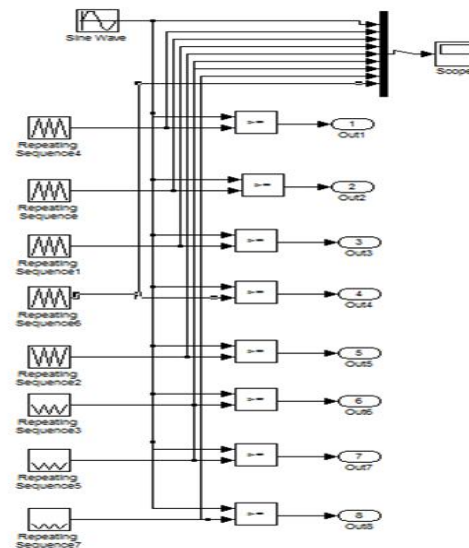 Sine Wave
Scope
>=
1
Repeating
Sequence4
Out1
>=
2
Repeating
Sequence
Out2
>=
3
Repeating
Sequence1
Out3
>=
4
Repeating
Sequence6
Out4
>=
5
Repeating
Sequence2
Out5
>=
6
Repeating
Sequence3
Out6
>=
7
Repeating
Sequence5
Out7
>=
8
Repeating
Sequence7
Out8